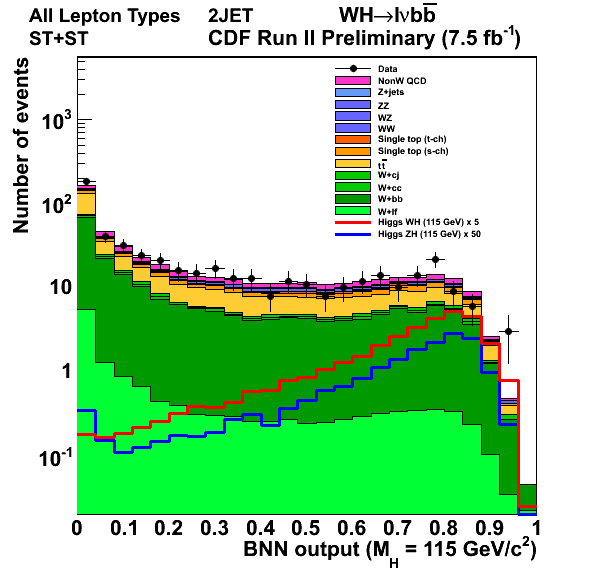 All Lepton Types 2JET WH→lνbb̅
ST+ST CDF Run II Preliminary (7.5 fb⁻¹)
Number of events
10³
10²
10
1
10⁻¹
Data
NonW QCD
Z+jets
ZZ
WZ
WW
Single top (t-ch)
Single top (s-ch)
tt̅
W+cj
W+cc
W+bb
W+lf
Higgs WH (115 GeV) x 5
Higgs ZH (115 GeV) x 50
0 0.1 0.2 0.3 0.4 0.5 0.6 0.7 0.8 0.9 1
BNN output (M_H = 115 GeV/c²)